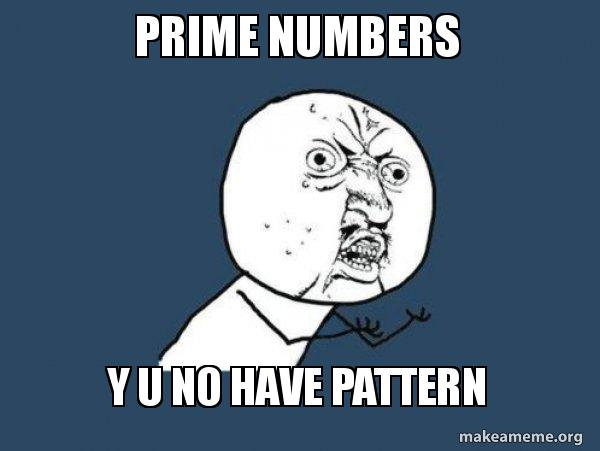 PRIME NUMBERS
Y U NO HAVE PATTERN
makeameme.org